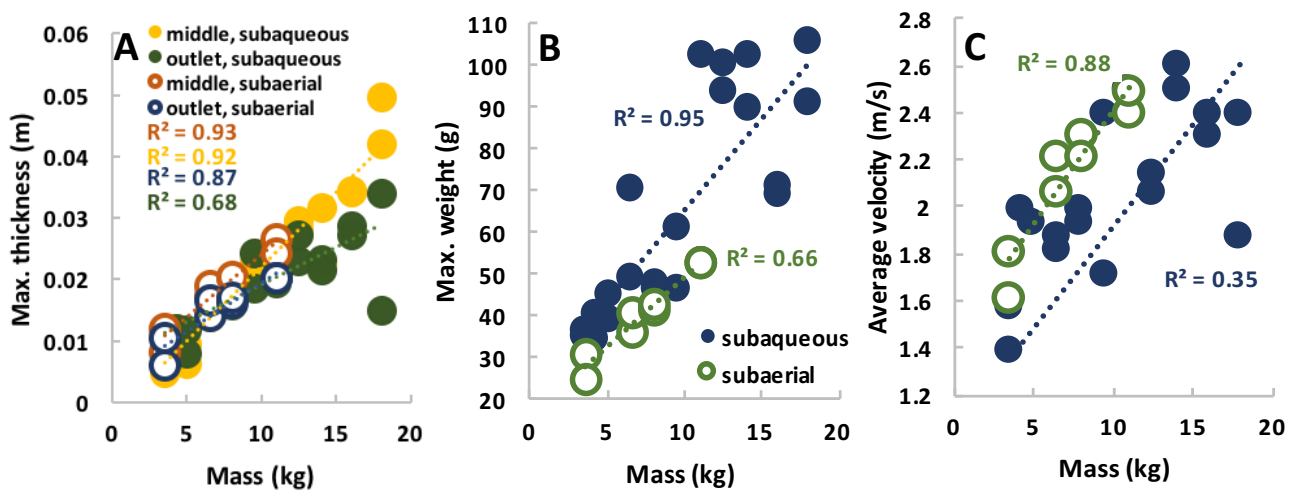 A
Max. thickness (m)
0.06
0.05
0.04
0.03
0.02
0.01
0
middle, subaqueous
outlet, subaqueous
middle, subaerial
outlet, subaerial
R² = 0.93
R² = 0.92
R² = 0.87
R² = 0.68
0 5 10 15 20
Mass (kg)
B
Max. weight (g)
110
100
90
80
70
60
50
40
30
20
R² = 0.95
R² = 0.66
subaqueous
subaerial
0 5 10 15 20
Mass (kg)
C
Average velocity (m/s)
2.8
2.6
2.4
2.2
2
1.8
1.6
1.4
1.2
R² = 0.88
R² = 0.35
0 5 10 15 20
Mass (kg)